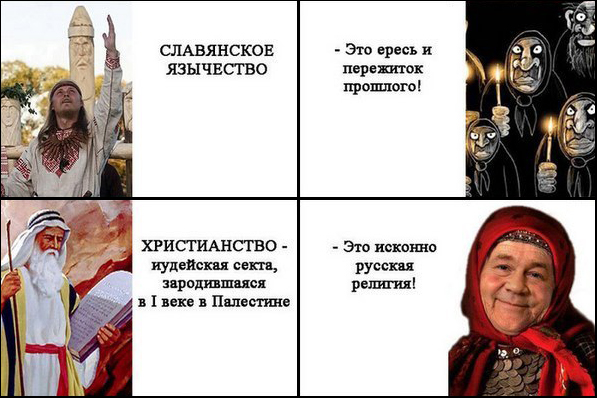 СЛАВЯНСКОЕ
ЯЗЫЧЕСТВО
- Это ересь и
пережиток
прошлого!
ХРИСТИАНСТВО -
иудейская секта,
зародившаяся
в I веке в Палестине
- Это исконно
русская
религия!